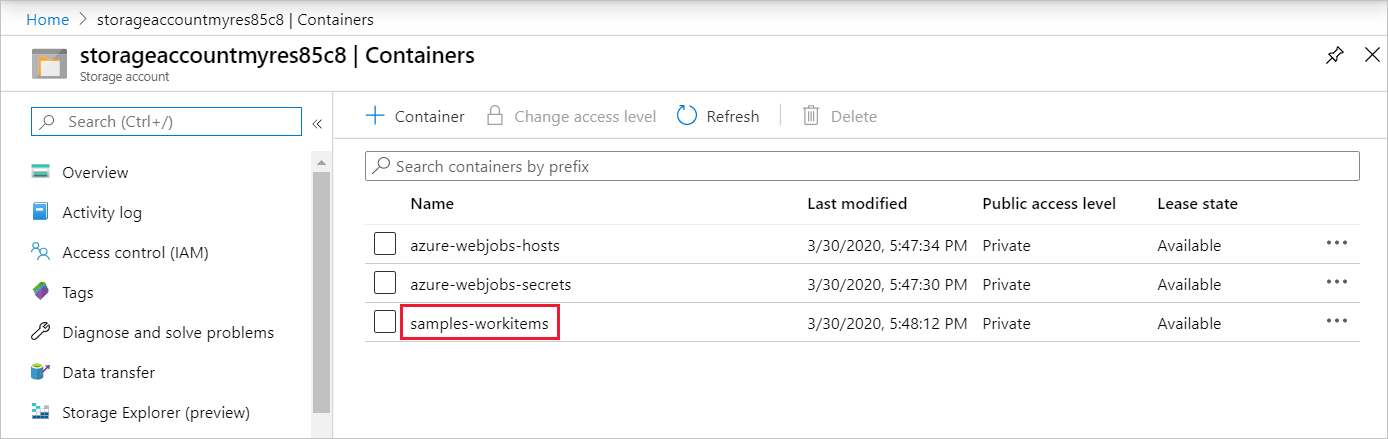 Home > storageaccountmyres85c8 | Containers
storageaccountmyres85c8 | Containers
Storage account
Search (Ctrl+/)
«
Overview
Activity log
Access control (IAM)
Tags
Diagnose and solve problems
Data transfer
Storage Explorer (preview)
+ Container Change access level Refresh | Delete
Search containers by prefix
Name Last modified Public access level Lease state
azure-webjobs-hosts 3/30/2020, 5:47:34 PM Private Available ...
azure-webjobs-secrets 3/30/2020, 5:47:30 PM Private Available ...
samples-workitems 3/30/2020, 5:48:12 PM Private Available ...